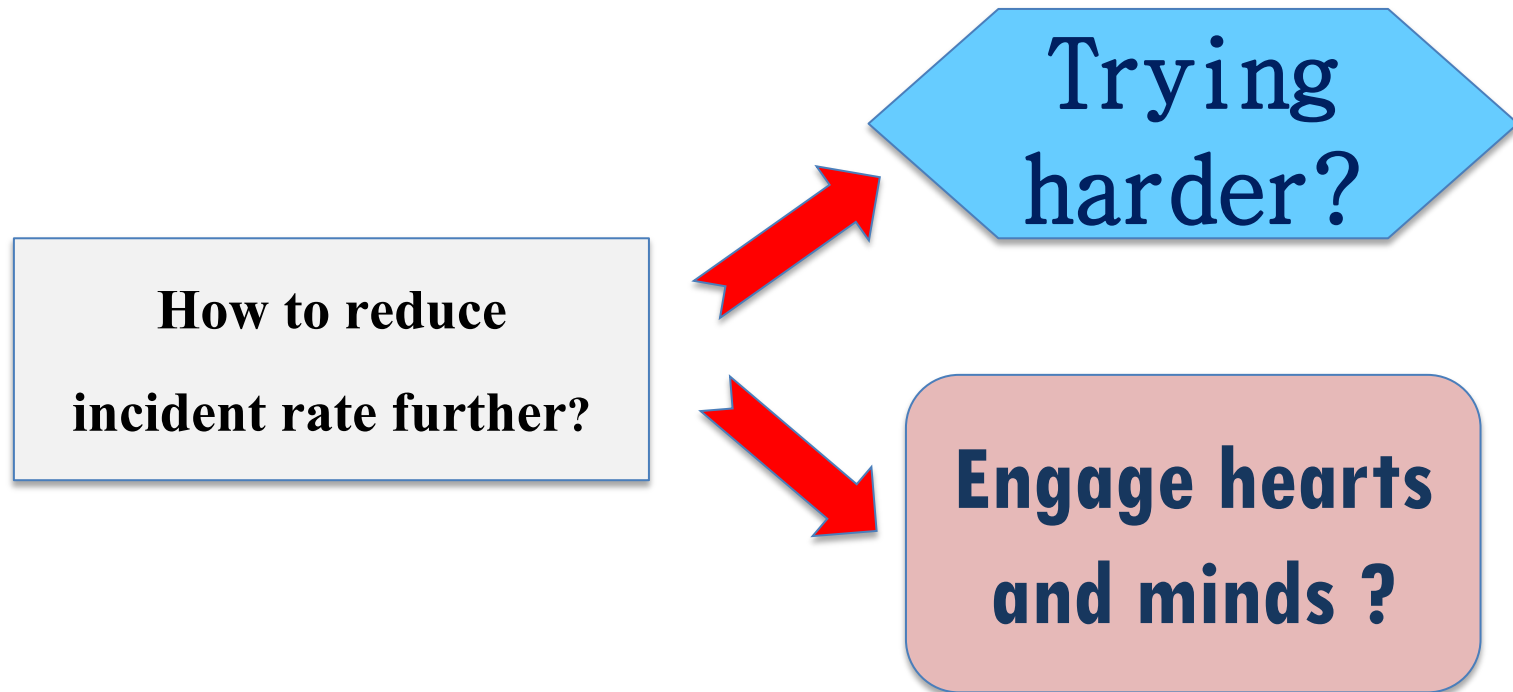 How to reduce
incident rate further?
Trying
harder?
Engage hearts
and minds ?